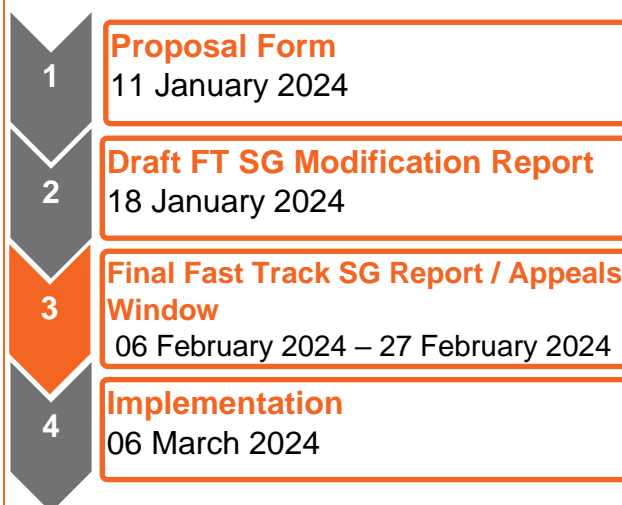 1
Proposal Form
11 January 2024
2
Draft FT SG Modification Report
18 January 2024
3
Final Fast Track SG Report / Appeals
Window
06 February 2024 – 27 February 2024
4
Implementation
06 March 2024